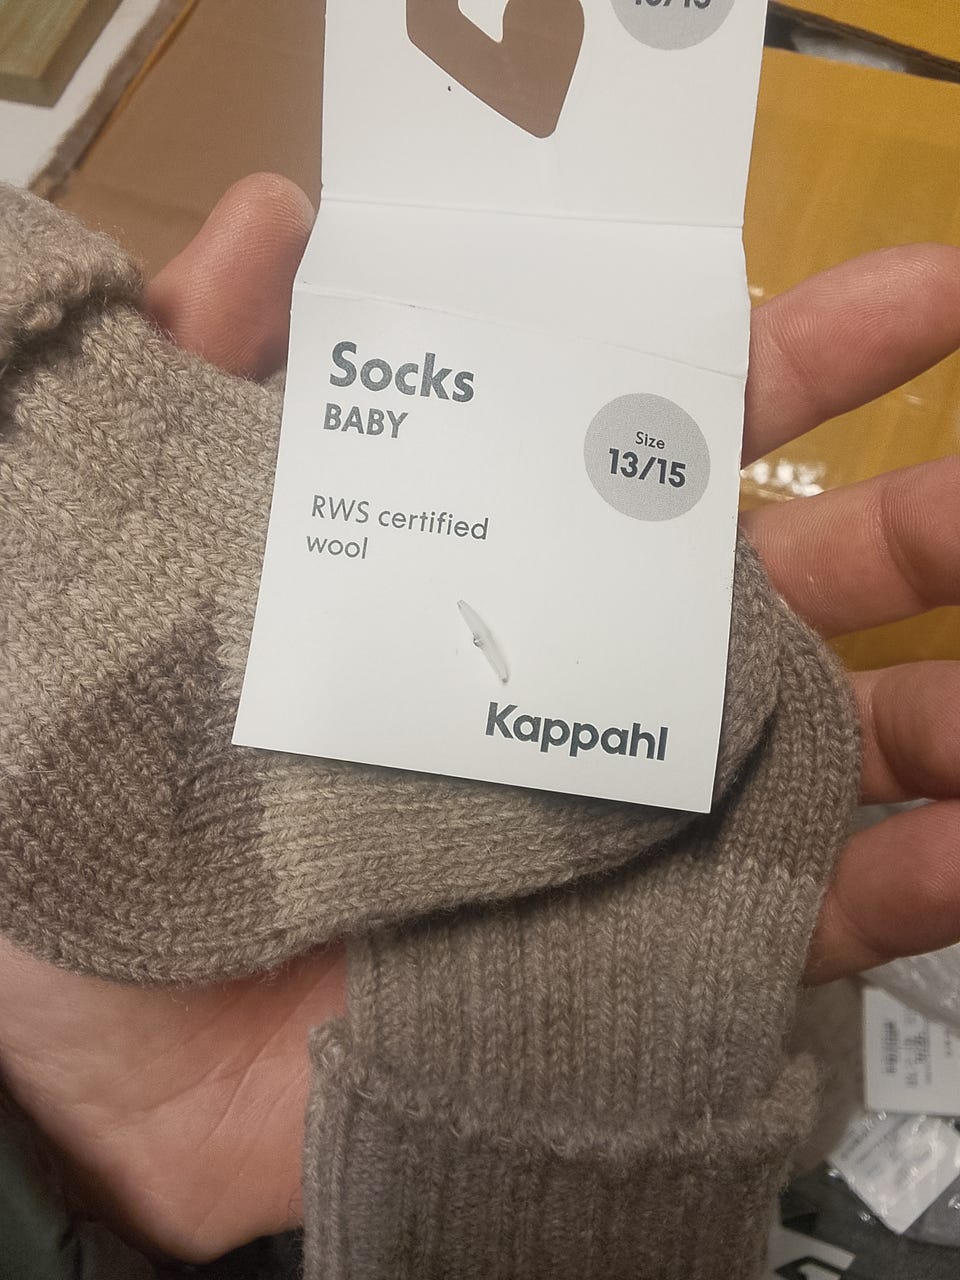 Socks
BABY
Size
13/15
RWS certified
wool
Kappahl